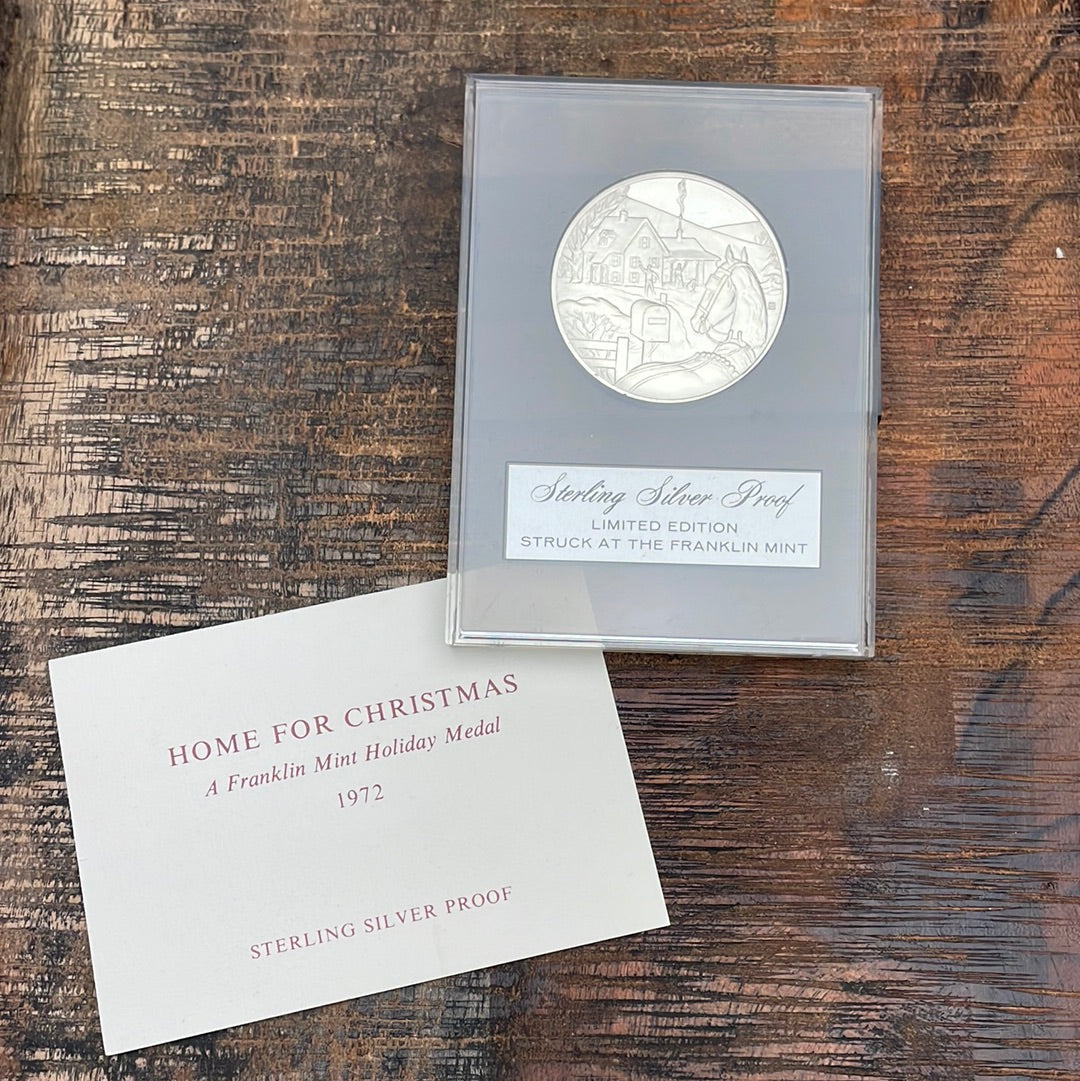 Sterling Silver Proof
LIMITED EDITION
STRUCK AT THE FRANKLIN MINT
HOME FOR CHRISTMAS
A Franklin Mint Holiday Medal
1972
STERLING SILVER PROOF